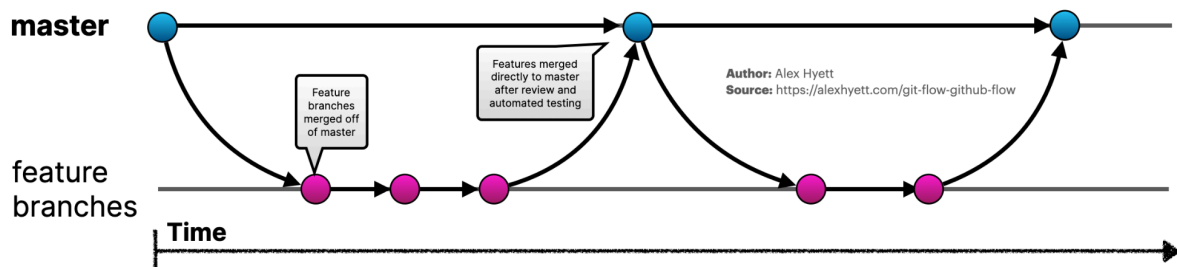 master
Feature
branches
merged off
of master
Features merged
directly to master
after review and
automated testing
Author: Alex Hyett
Source: https://alexhyett.com/git-flow-github-flow
feature
branches
Time